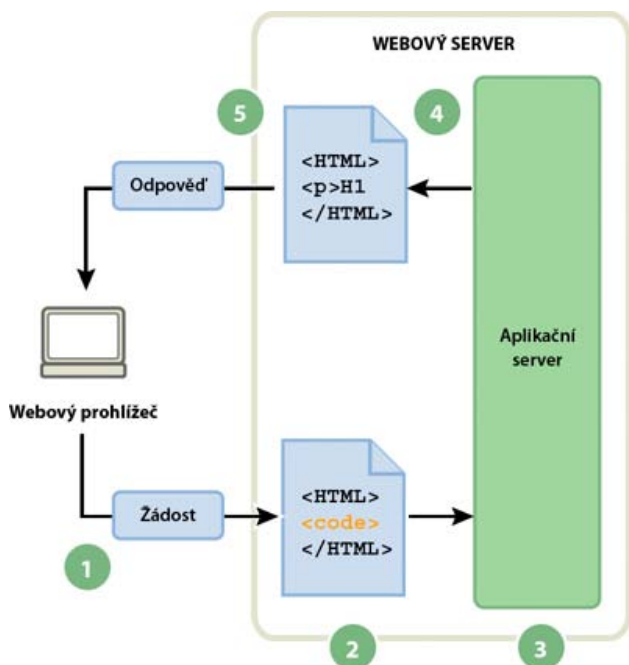 WEBOVÝ SERVER
5
4
<HTML>
<p>H1
</HTML>
Odpověď
Aplikační
server
Webový prohlížeč
Žádost
<HTML>
<code>
</HTML>
1
2
3